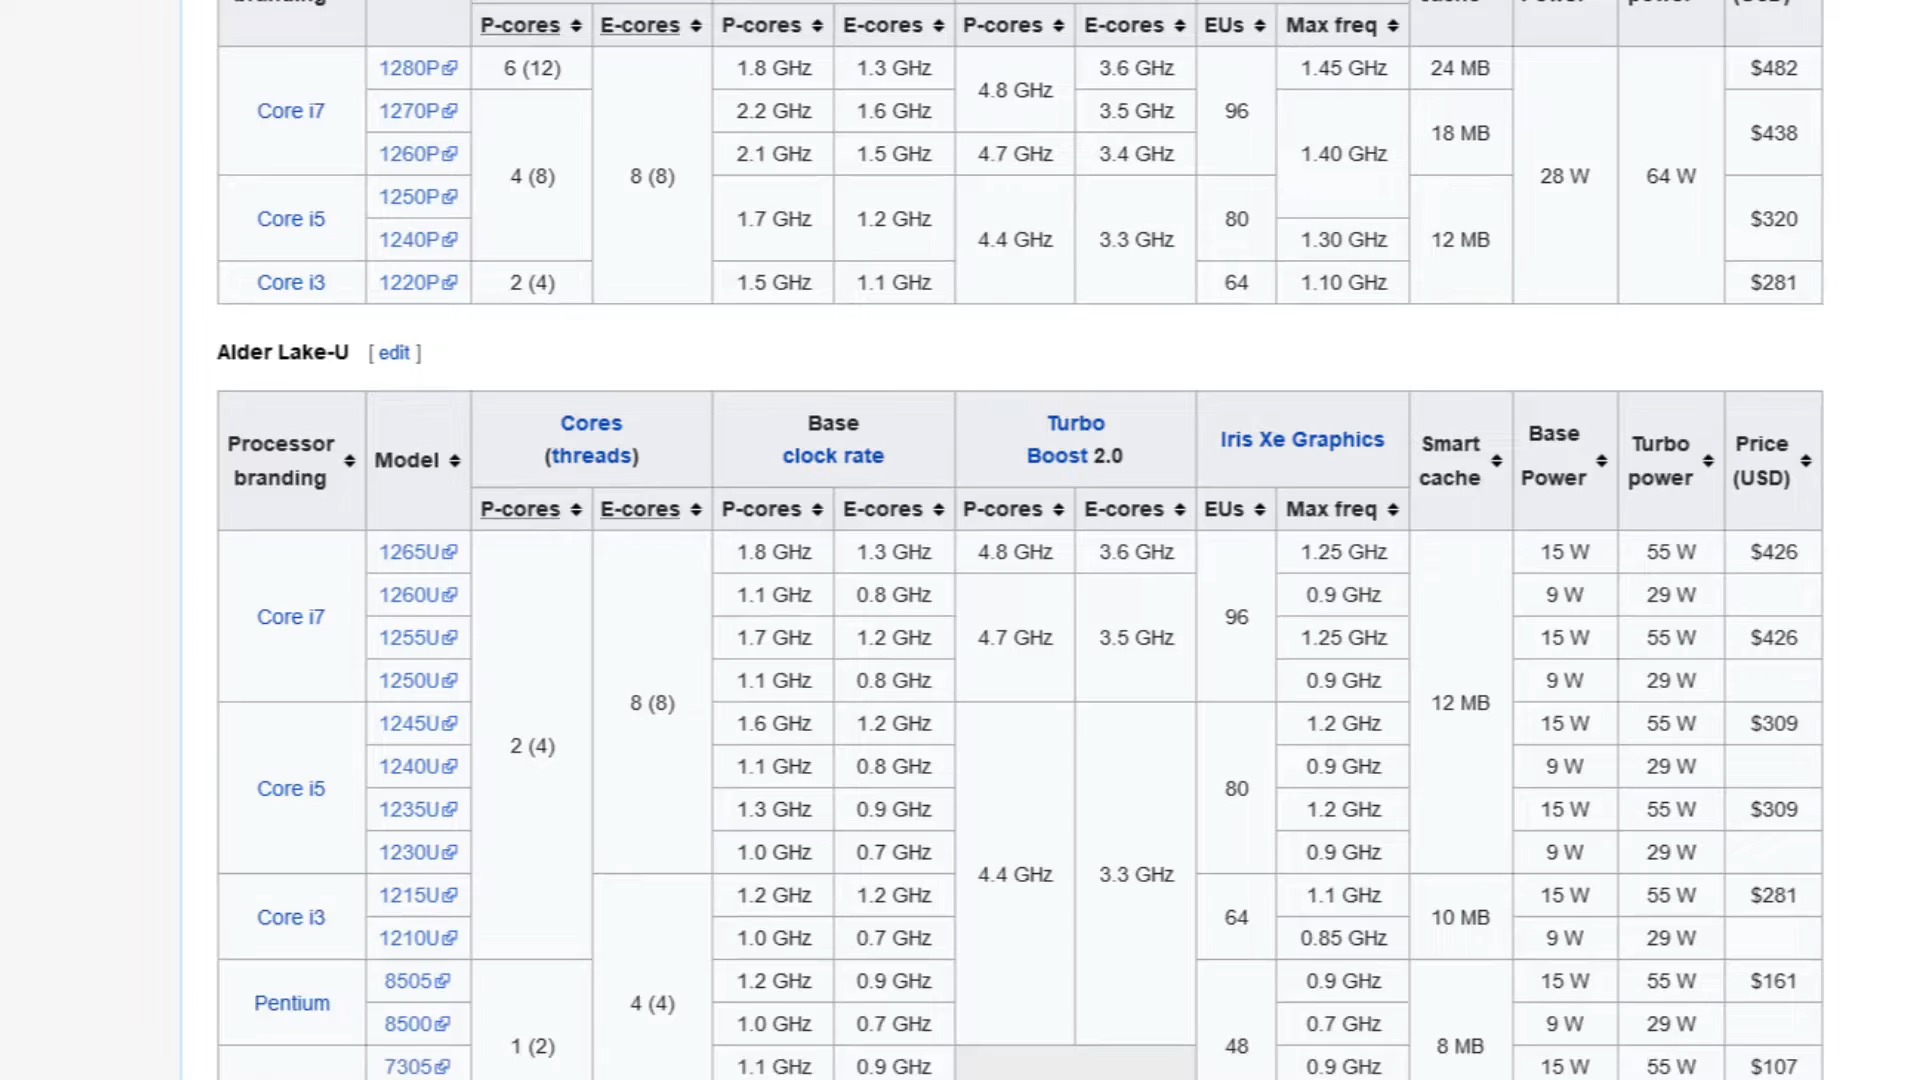 P-cores E-cores P-cores E-cores P-cores E-cores EUs Max freq
Core i7 1280P 6 (12) 8 (8) 1.8 GHz 1.3 GHz 4.8 GHz 3.6 GHz 96 1.45 GHz 24 MB 28 W 64 W $482
1270P 4 (8) 2.2 GHz 1.6 GHz 3.5 GHz 1.40 GHz 18 MB $438
1260P 2.1 GHz 1.5 GHz 4.7 GHz 3.4 GHz
Core i5 1250P 1.7 GHz 1.2 GHz 4.4 GHz 3.3 GHz 80 12 MB $320
1240P 1.30 GHz
Core i3 1220P 2 (4) 1.5 GHz 1.1 GHz 64 1.10 GHz $281
Alder Lake-U [ edit ]
Processor branding Model Cores (threads) Base clock rate Turbo Boost 2.0 Iris Xe Graphics Smart cache Base Power Turbo power Price (USD)
P-cores E-cores P-cores E-cores P-cores E-cores EUs Max freq
Core i7 1265U 2 (4) 8 (8) 1.8 GHz 1.3 GHz 4.8 GHz 3.6 GHz 96 1.25 GHz 12 MB 15 W 55 W $426
1260U 1.1 GHz 0.8 GHz 4.7 GHz 3.5 GHz 0.9 GHz 9 W 29 W
1255U 1.7 GHz 1.2 GHz 1.25 GHz 15 W 55 W $426
1250U 1.1 GHz 0.8 GHz 0.9 GHz 9 W 29 W
Core i5 1245U 1.6 GHz 1.2 GHz 4.4 GHz 3.3 GHz 80 1.2 GHz 15 W 55 W $309
1240U 1.1 GHz 0.8 GHz 0.9 GHz 9 W 29 W
1235U 1.3 GHz 0.9 GHz 1.2 GHz 15 W 55 W $309
1230U 1.0 GHz 0.7 GHz 0.9 GHz 9 W 29 W
Core i3 1215U 4 (4) 1.2 GHz 1.2 GHz 64 1.1 GHz 10 MB 15 W 55 W $281
1210U 1.0 GHz 0.7 GHz 0.85 GHz 9 W 29 W
Pentium 8505 1 (2) 1.2 GHz 0.9 GHz 48 0.9 GHz 8 MB 15 W 55 W $161
8500 1.0 GHz 0.7 GHz 0.7 GHz 9 W 29 W
7305 1.1 GHz 0.9 GHz 0.9 GHz 15 W 55 W $107